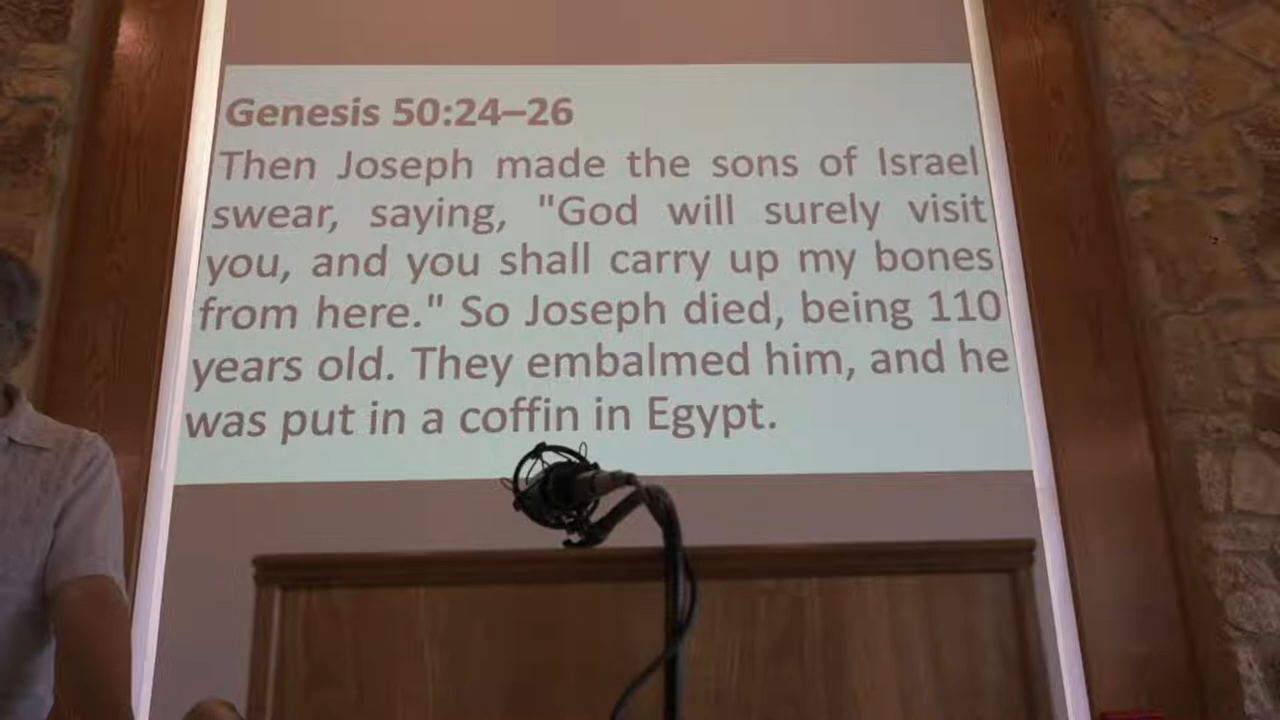 Genesis 50:24–26
Then Joseph made the sons of Israel
swear, saying, "God will surely visit
you, and you shall carry up my bones
from here." So Joseph died, being 110
years old. They embalmed him, and he
was put in a coffin in Egypt.